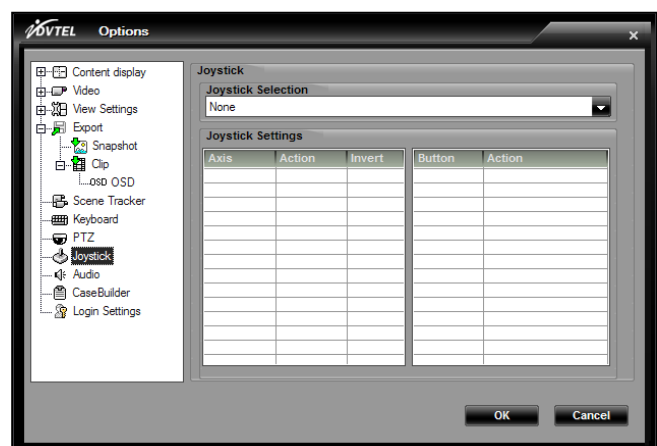 DVTEL Options
Content display
Video
View Settings
Export
Snapshot
Clip
OSD OSD
Scene Tracker
Keyboard
PTZ
Joystick
Audio
CaseBuilder
Login Settings
Joystick
Joystick Selection
None
Joystick Settings
Axis Action Invert Button Action
OK Cancel